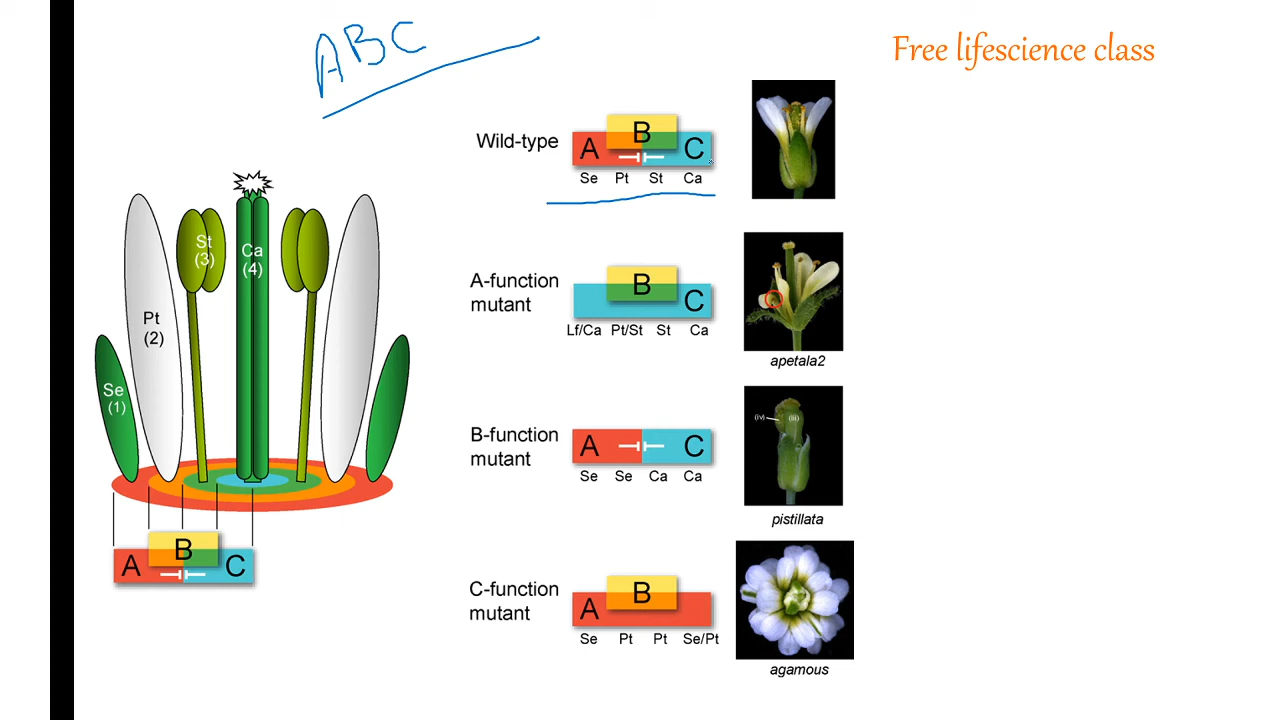 ABC
Free lifescience class
Wild-type
A B C
Se Pt St Ca
A-function
mutant
B C
Lf/Ca Pt/St St Ca
apetala2
B-function
mutant
A C
Se Se Ca Ca
(iv) (iii)
pistillata
C-function
mutant
A B
Se Pt Pt Se/Pt
agamous
St
(3)
Ca
(4)
Pt
(2)
Se
(1)
A B C